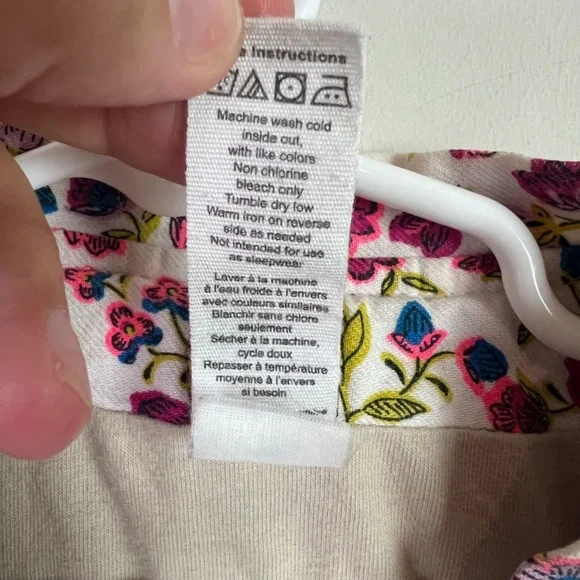 Instructions
Machine wash cold
inside out,
with like colors
Non chlorine
bleach only
Tumble dry low
Warm iron on reverse
side as needed
Not intended for use
as sleepwear
Laver à la machine
à l'eau froide à l'envers
avec couleurs similaires
Blanchir sans chlore
seulement
Sécher à la machine,
cycle doux
Repasser à température
moyenne à l'envers
si besoin